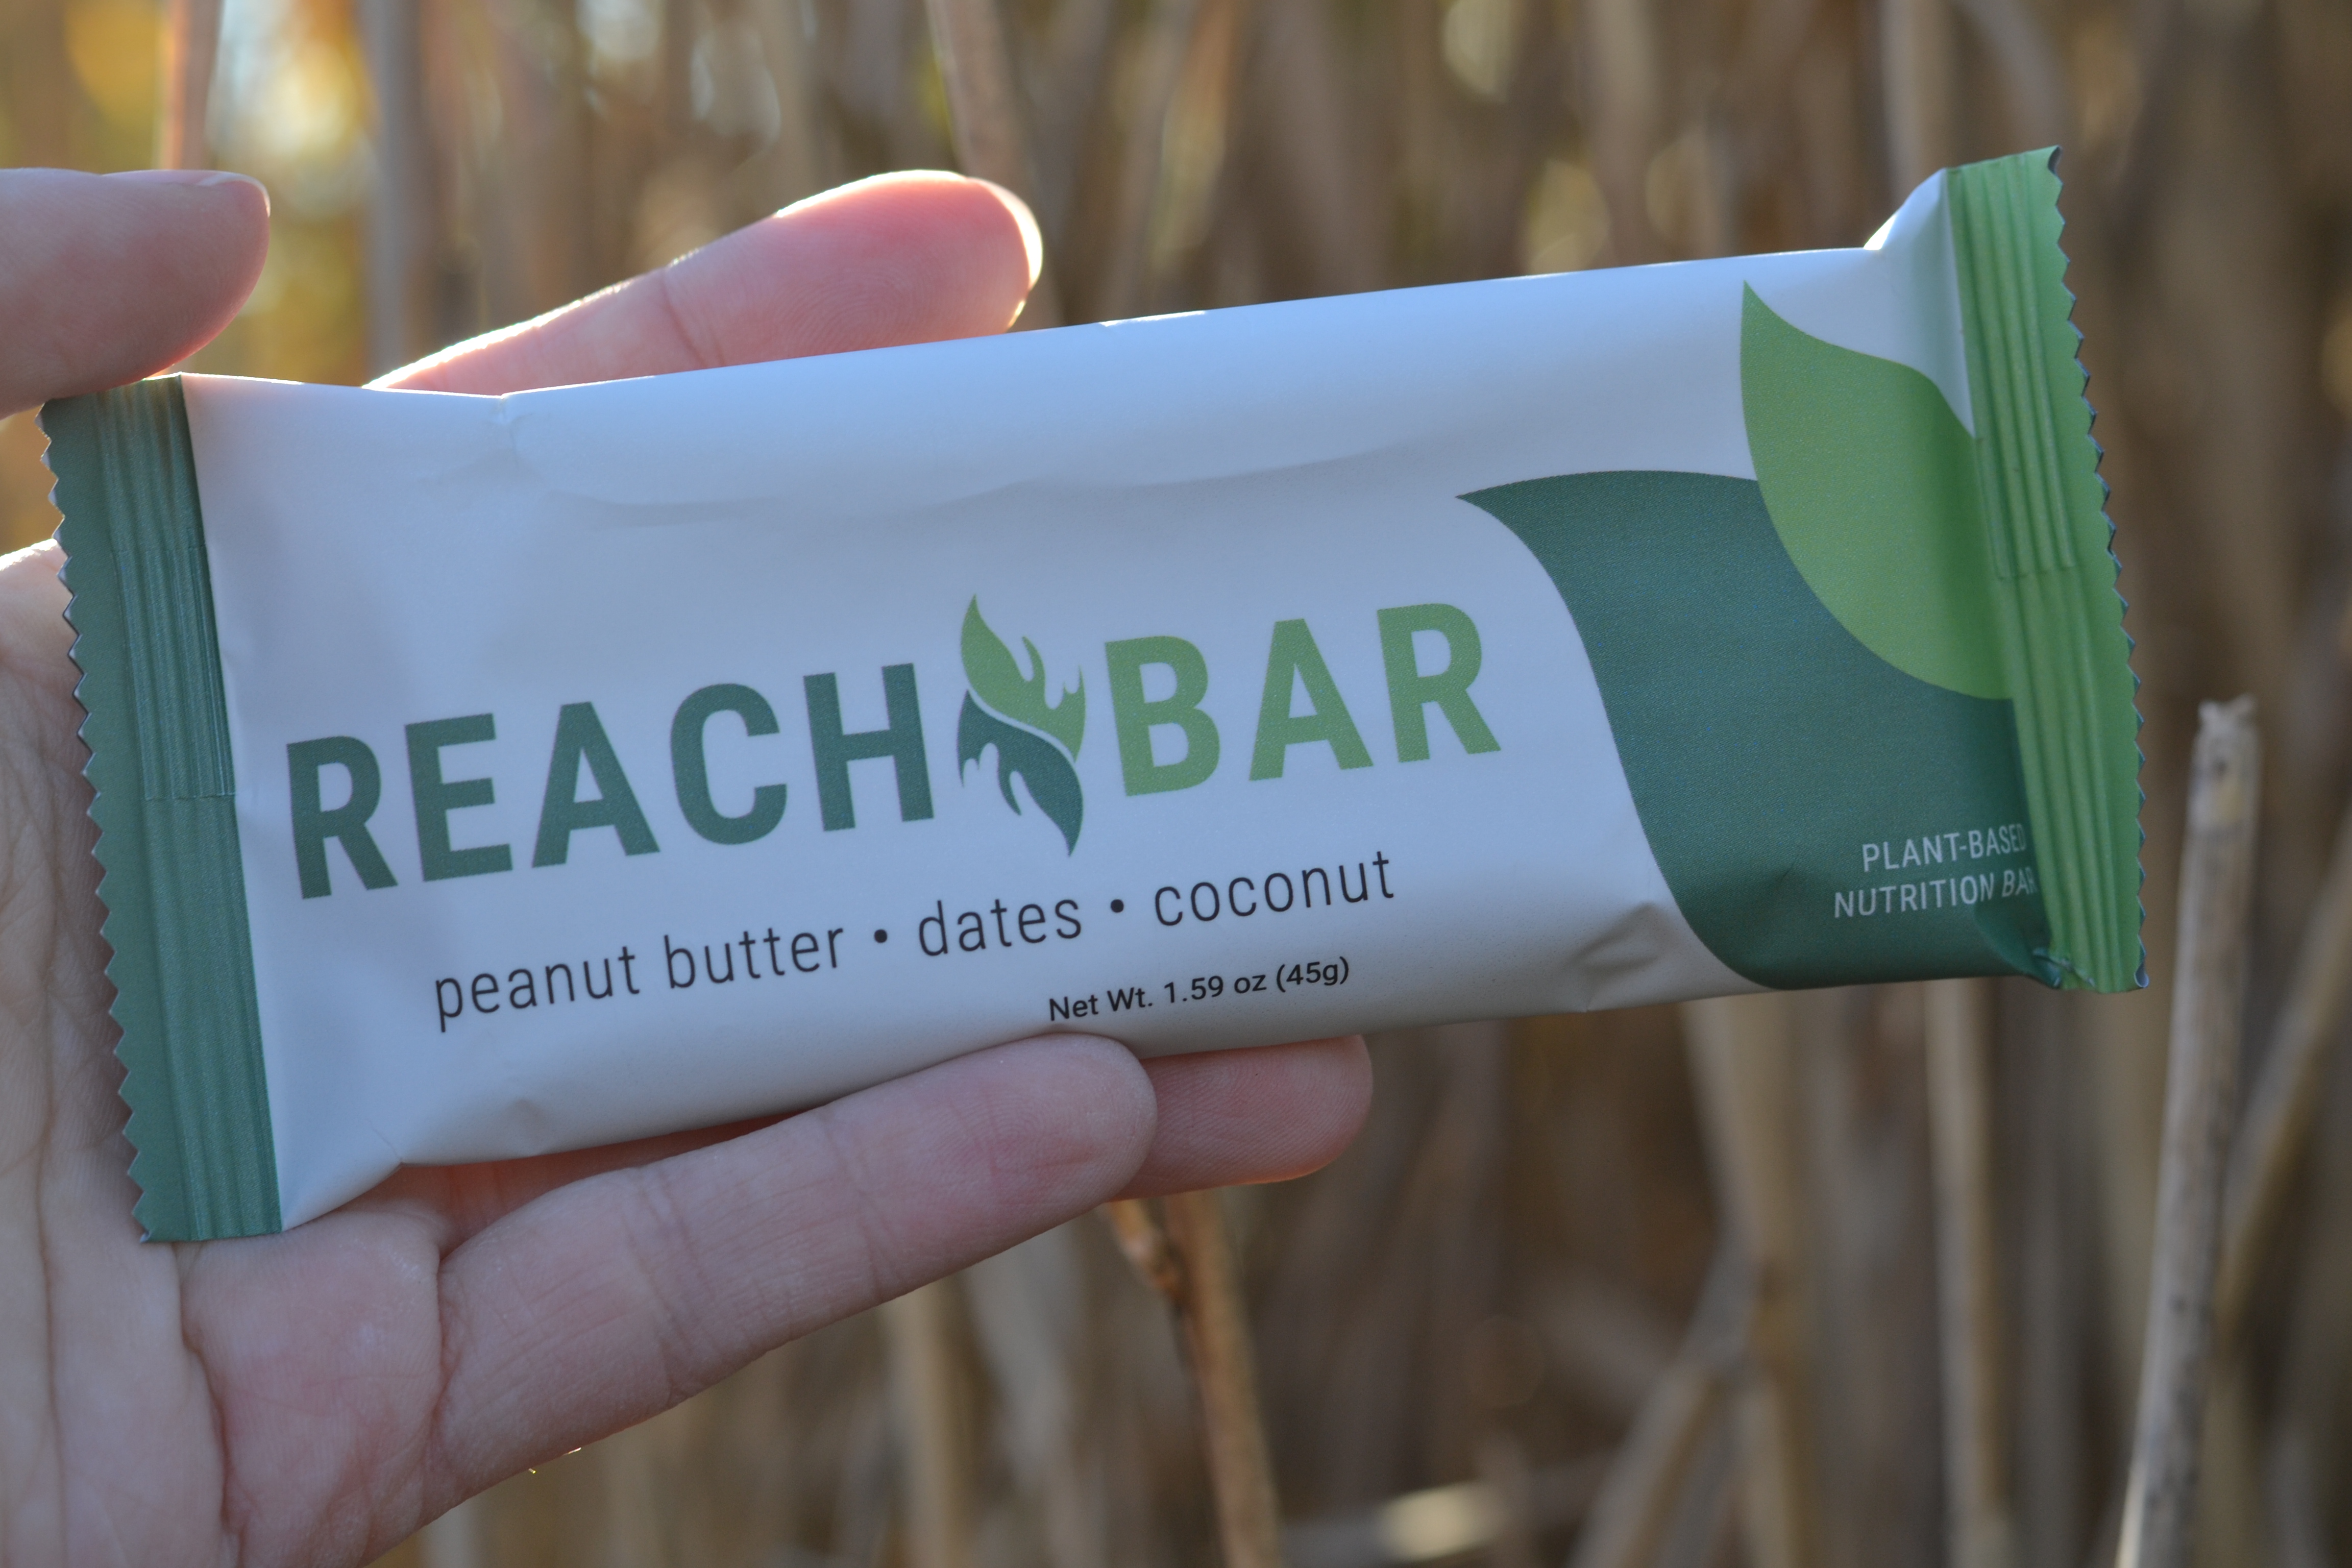 REACH BAR
peanut butter • dates • coconut
Net Wt. 1.59 oz (45g)
PLANT-BASED
NUTRITION BAR